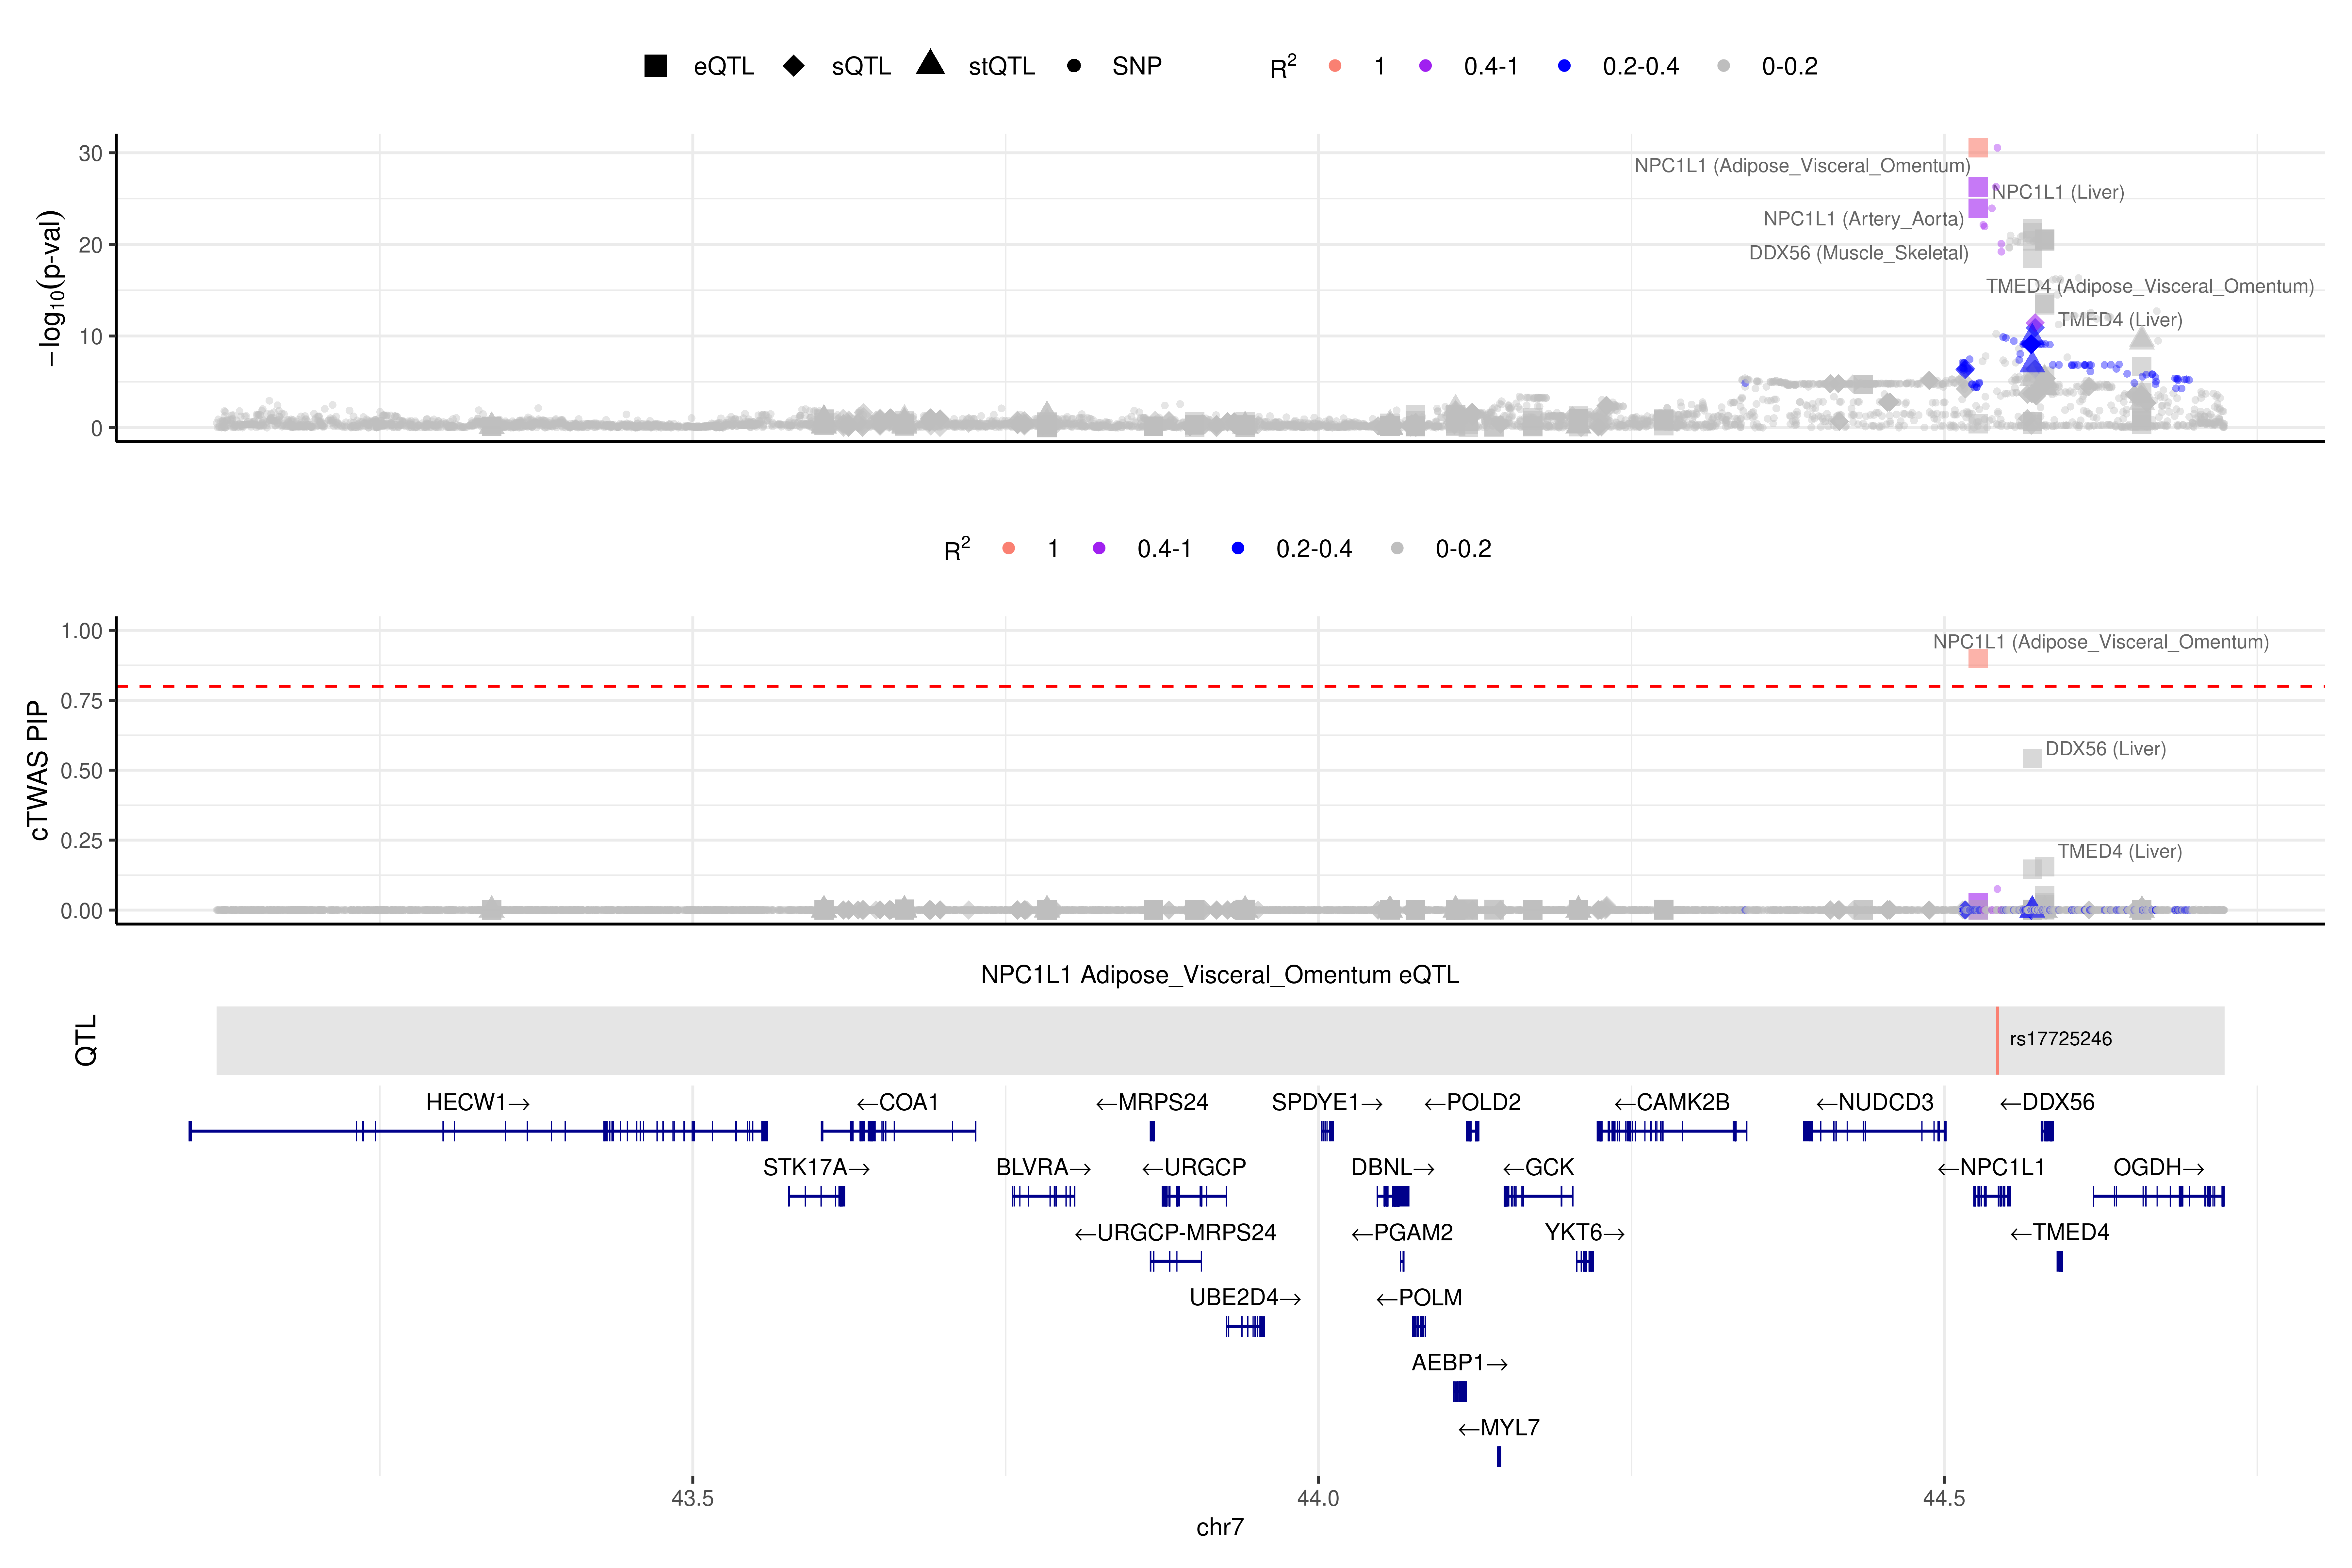 eQTL sQTL stQTL SNP R2 1 0.4-1 0.2-0.4 0-0.2
−log10(p-val)
30
20
10
0
NPC1L1 (Adipose_Visceral_Omentum)
NPC1L1 (Liver)
NPC1L1 (Artery_Aorta)
DDX56 (Muscle_Skeletal)
TMED4 (Adipose_Visceral_Omentum)
TMED4 (Liver)
R2 1 0.4-1 0.2-0.4 0-0.2
cTWAS PIP
1.00
0.75
0.50
0.25
0.00
NPC1L1 (Adipose_Visceral_Omentum)
DDX56 (Liver)
TMED4 (Liver)
NPC1L1 Adipose_Visceral_Omentum eQTL
QTL
rs17725246
HECW1→ ←COA1 ←MRPS24 SPDYE1→ ←POLD2 ←CAMK2B ←NUDCD3 ←DDX56
STK17A→ BLVRA→ ←URGCP DBNL→ ←GCK ←NPC1L1 OGDH→
←URGCP-MRPS24 ←PGAM2 YKT6→ ←TMED4
UBE2D4→ ←POLM
AEBP1→
←MYL7
43.5 44.0 44.5
chr7